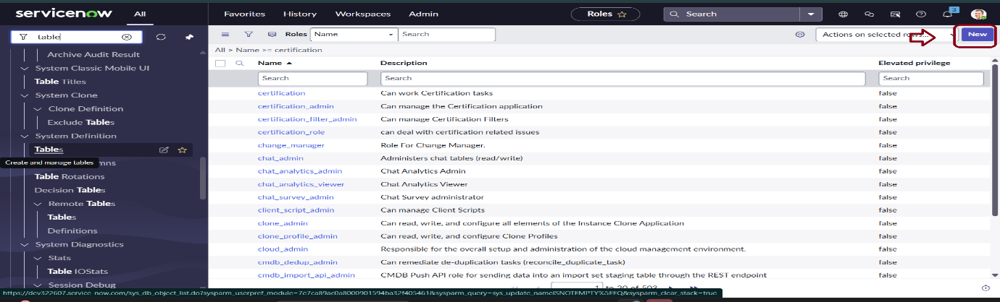 servicenow All Favorites History Workspaces Admin Roles Search 3
table
Roles Name Search Actions on selected rows... New
All > Name >= certification
Archive Audit Result
System Classic Mobile UI
Table Titles
System Clone
Clone Definition
Exclude Tables
System Definition
Tables
Create and manage tables
Table Rotations
Decision Tables
Remote Tables
Tables
Definitions
System Diagnostics
Stats
Table IOStats
Session Debug
Name Description Elevated privilege
Search Search Search
certification Can work Certification tasks false
certification_admin Can manage the Certification application false
certification_filter_admin Can manage Certification Filters false
certification_role can deal with certification related issues false
change_manager Role For Change Manager. false
chat_admin Administers chat tables (read/write) false
chat_analytics_admin Chat Analytics Admin false
chat_analytics_viewer Chat Analytics Viewer false
chat_survey_admin Chat Survey administrator false
client_script_admin Can manage Client Scripts false
clone_admin Can read, write, and configure all elements of the Instance Clone Application false
clone_profile_admin Can read, write, and configure Clone Profiles false
cloud_admin Responsible for the overall setup and administration of the cloud management environment. false
cmdb_dedup_admin Can remediate de-duplication tasks (reconcile_duplicate_task) false
cmdb_import_api_admin CMDB Push API role for sending data into an import set staging table through the REST endpoint false
1 to 20 of 503
https://dev322607.service-now.com/sys_db_object_list.do?sysparm_userpref_module=7e7ca89ac0a8000901594ba32f405461&sysparm_query=sys_update_nameISNOTEMPTY%5EEQ&sysparm_clear_stack=true